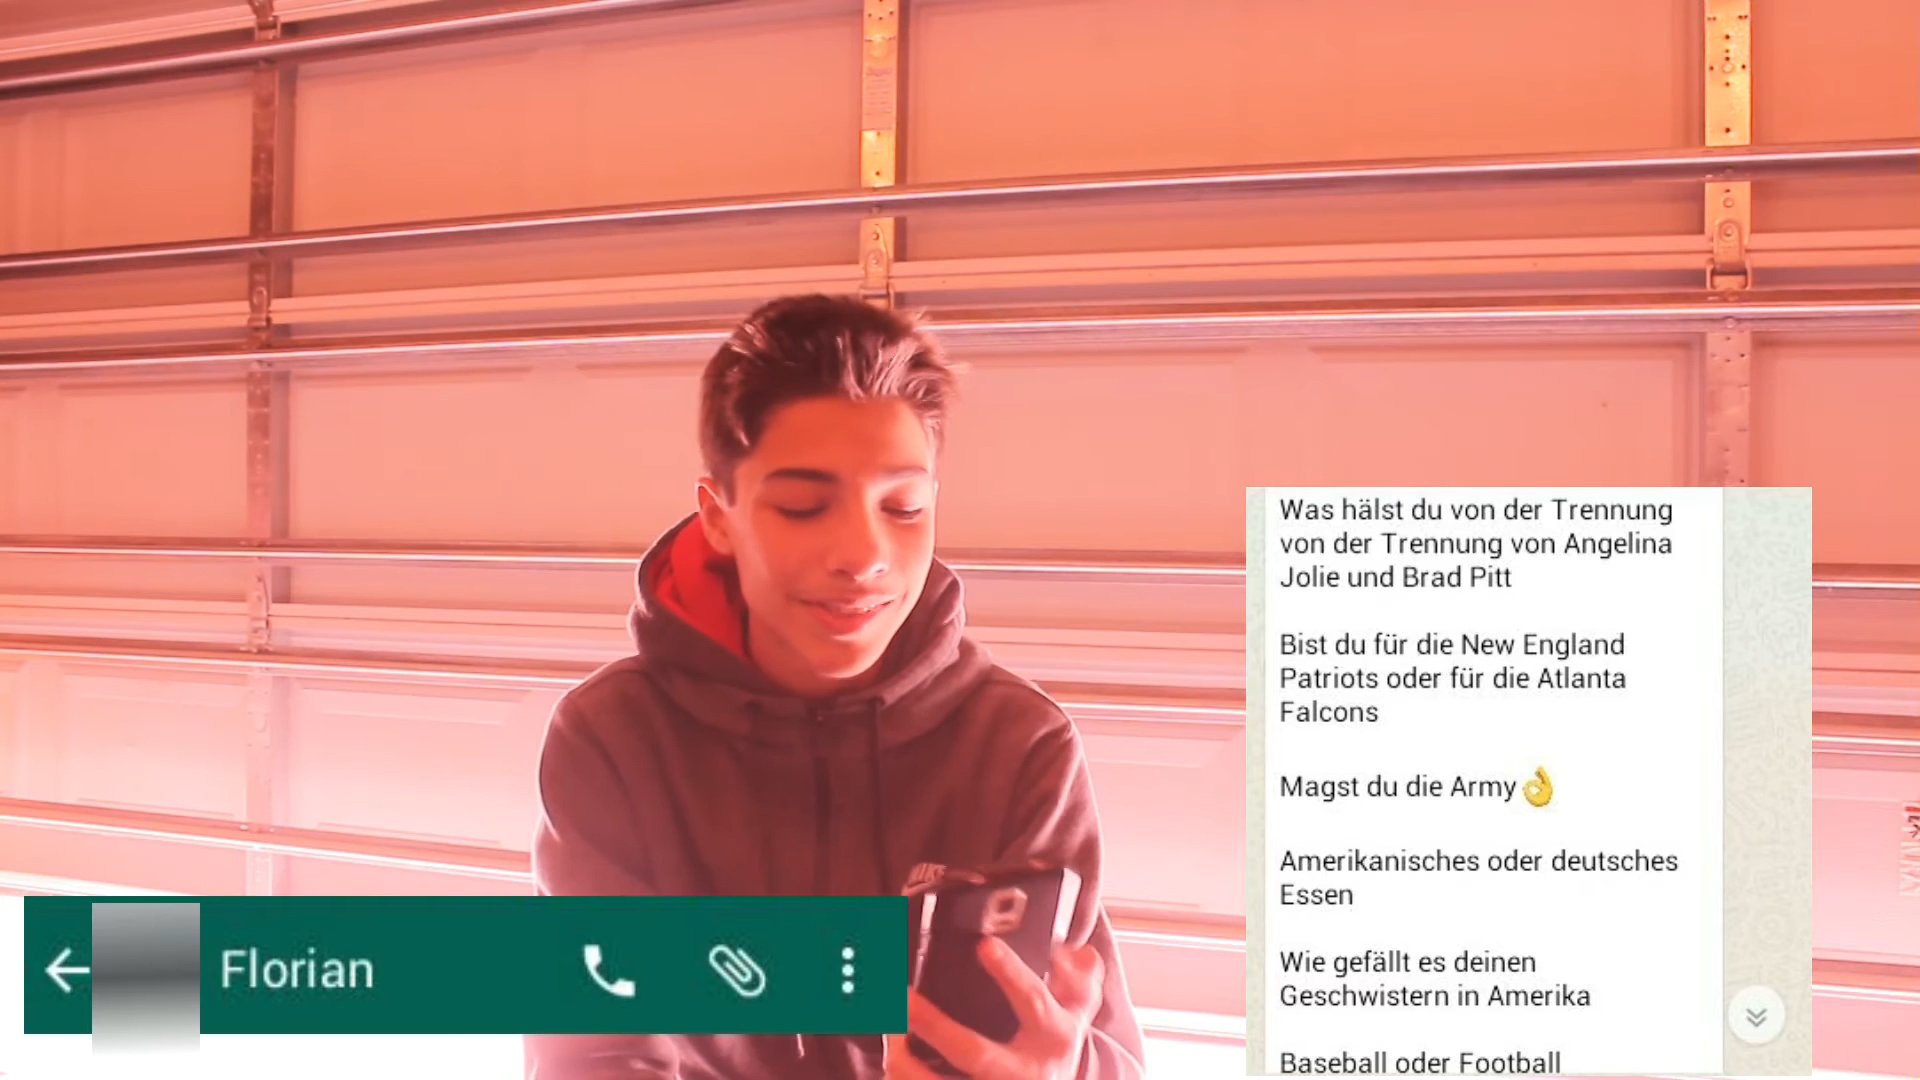 Was hälst du von der Trennung
von der Trennung von Angelina
Jolie und Brad Pitt
Bist du für die New England
Patriots oder für die Atlanta
Falcons
Magst du die Army👌
Amerikanisches oder deutsches
Essen
Wie gefällt es deinen
Geschwistern in Amerika
Baseball oder Football
NIKE
Florian